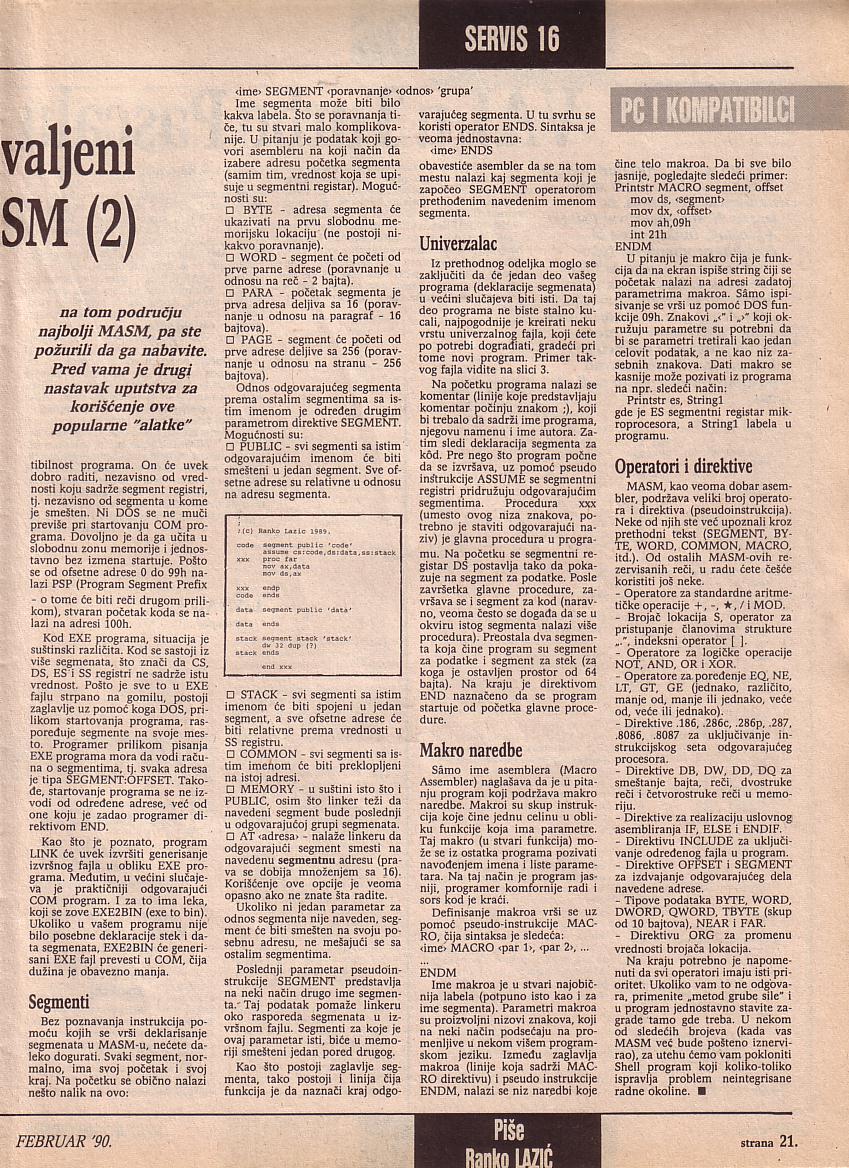 SERVIS 16
PC I KOMPATIBILCI
valjeni
SM (2)
na tom području
najbolji MASM, pa ste
požurili da ga nabavite.
Pred vama je drugi
nastavak uputstva za
korišćenje ove
popularne "alatke"
tibilnost programa. On će uvek
dobro raditi, nezavisno od vred-
nosti koju sadrže segment registri,
tj. nezavisno od segmenta u kome
je smešten. Ni DOS se ne muči
previše pri startovanju COM pro-
grama. Dovoljno je da ga učita u
slobodnu zonu memorije i jednos-
tavno bez izmena startuje. Pošto
se od ofsetne adrese 0 do 99h na-
lazi PSP (Program Segment Prefix
- o tome će biti reči drugom prili-
kom), stvaran početak koda se na-
lazi na adresi 100h.
Kod EXE programa, situacija je
suštinski različita. Kod se sastoji iz
više segmenata, što znači da CS,
DS, ES i SS registri ne sadrže istu
vrednost. Pošto je sve to u EXE
fajlu strpano na gomilu, postoji
zaglavlje uz pomoć koga DOS, pri-
likom startovanja programa, ras-
poređuje segmente na svoje mes-
to. Programer prilikom pisanja
EXE programa mora da vodi raču-
na o segmentima, tj. svaka adresa
je tipa SEGMENT:OFFSET. Tako-
đe, startovanje programa se ne iz-
vodi od određene adrese, već od
one koju je zadao programer di-
rektivom END.
Kao što je poznato, program
LINK će uvek izvršiti generisanje
izvršnog fajla u obliku EXE pro-
grama. Međutim, u većini slučaje-
va je praktičniji odgovarajući
COM program. I za to ima leka,
koji se zove EXE2BIN (exe to bin).
Ukoliko u vašem programu nije
bilo posebne deklaracije stek i da-
ta segmenata, EXE2BIN će generi-
sani EXE fajl prevesti u COM, čija
dužina je obavezno manja.
Segmenti
Bez poznavanja instrukcija po-
moću kojih se vrši deklarisanje
segmenata u MASM-u, nećete da-
leko dogurati. Svaki segment, nor-
malno, ima svoj početak i svoj
kraj. Na početku se obično nalazi
nešto nalik na ovo:
‹ime› SEGMENT ‹poravnanje› ‹odnos› 'grupa'
Ime segmenta može biti bilo
kakva labela. Što se poravnanja ti-
če, tu su stvari malo komplikova-
nije. U pitanju je podatak koji go-
vori asembleru na koji način da
izabere adresu početka segmenta
(samim tim, vrednost koja se upi-
suje u segmentni registar). Moguć-
nosti su:
□ BYTE - adresa segmenta će
ukazivati na prvu slobodnu me-
morijsku lokaciju (ne postoji ni-
kakvo poravnanje).
□ WORD - segment će početi od
prve parne adrese (poravnanje u
odnosu na reč - 2 bajta).
□ PARA - početak segmenta je
prva adresa deljiva sa 16 (porav-
nanje u odnosu na paragraf - 16
bajtova).
□ PAGE - segment će početi od
prve adrese deljive sa 256 (porav-
nanje u odnosu na stranu - 256
bajtova).
Odnos odgovarajućeg segmenta
prema ostalim segmentima sa is-
tim imenom je određen drugim
parametrom direktive SEGMENT.
Mogućnosti su:
□ PUBLIC - svi segmenti sa istim
odgovarajućim imenom će biti
smešteni u jedan segment. Sve of-
setne adrese su relativne u odnosu
na adresu segmenta.
;
;(c) Ranko Lazic 1989.
code segment public 'code'
assume cs:code,ds:data,ss:stack
xxx proc far
mov ax,data
mov ds,ax
xxx endp
code ends
data segment public 'data'
data ends
stack segment stack 'stack'
dw 32 dup (?)
stack ends
end xxx
□ STACK - svi segmenti sa istim
imenom će biti spojeni u jedan
segment, a sve ofsetne adrese će
biti relativne prema vrednosti u
SS registru.
□ COMMON - svi segmenti sa is-
tim imenom će biti preklopljeni
na istoj adresi.
□ MEMORY - u suštini isto što i
PUBLIC, osim što linker teži da
navedeni segment bude poslednji
u odgovarajućoj grupi segmenata.
□ AT ‹adresa› - nalaže linkeru da
odgovarajući segment smesti na
navedenu segmentnu adresu (pra-
va se dobija množenjem sa 16).
Korišćenje ove opcije je veoma
opasno ako ne znate šta radite.
Ukoliko ni jedan parametar za
odnos segmenta nije naveden, seg-
ment će biti smešten na svoju po-
sebnu adresu, ne mešajući se sa
ostalim segmentima.
Poslednji parametar pseudoin-
strukcije SEGMENT predstavlja
na neki način drugo ime segmen-
ta. Taj podatak pomaže linkeru
oko rasporeda segmenata u iz-
vršnom fajlu. Segmenti za koje je
ovaj parametar isti, biće u memo-
riji smešteni jedan pored drugog.
Kao što postoji zaglavlje seg-
menta, tako postoji i linija čija
funkcija je da naznači kraj odgo-
varajućeg segmenta. U tu svrhu se
koristi operator ENDS. Sintaksa je
veoma jednostavna:
‹ime› ENDS
obavestiće asembler da se na tom
mestu nalazi kaj segmenta koji je
započeo SEGMENT operatorom
prethođenim navedenim imenom
segmenta.
Univerzalac
Iz prethodnog odeljka moglo se
zaključiti da će jedan deo vašeg
programa (deklaracije segmenata)
u većini slučajeva biti isti. Da taj
deo programa ne biste stalno ku-
cali, najpogodnije je kreirati neku
vrstu univerzalnog fajla, koji ćete
po potrebi dograđivati, gradeći pri
tome novi program. Primer tak-
vog fajla vidite na slici 3.
Na početku programa nalazi se
komentar (linije koje predstavljaju
komentar počinju znakom ;), koji
bi trebalo da sadrži ime programa,
njegovu namenu i ime autora. Za-
tim sledi deklaracija segmenta za
kôd. Pre nego što program počne
da se izvršava, uz pomoć pseudo
instrukcije ASSUME se segmentni
registri pridružuju odgovarajućim
segmentima. Procedura xxx
(umesto ovog niza znakova, po-
trebno je staviti odgovarajući na-
ziv) je glavna procedura u progra-
mu. Na početku se segmentni re-
gistar DS postavlja tako da poka-
zuje na segment za podatke. Posle
završetka glavne procedure, za-
vršava se i segment za kod (narav-
no, veoma često se događa da se u
okviru istog segmenta nalazi više
procedura). Preostala dva segmen-
ta koja čine program su segment
za podatke i segment za stek (za
koga je ostavljen prostor od 64
bajta). Na kraju je direktivom
END naznačeno da se program
startuje od početka glavne proce-
dure.
Makro naredbe
Sâmo ime asemblera (Macro
Assembler) naglašava da je u pita-
nju program koji podržava makro
naredbe. Makroi su skup instruk-
cija koje čine jednu celinu u obli-
ku funkcije koja ima parametre.
Taj makro (u stvari funkcija) mo-
že se iz ostatka programa pozivati
navođenjem imena i liste parame-
tara. Na taj način je program jas-
niji, programer komfornije radi i
sors kod je kraći.
Definisanje makroa vrši se uz
pomoć pseudo-instrukcije MAC-
RO, čija sintaksa je sledeća:
‹ime› MACRO ‹par 1›, ‹par 2›, ...
...
ENDM
Ime makroa je u stvari najobič-
nija labela (potpuno isto kao i za
ime segmenta). Parametri makroa
su proizvoljni nizovi znakova, koji
na neki način podsećaju na pro-
menljive u nekom višem program-
skom jeziku. Između zaglavlja
makroa (linije koja sadrži MAC-
RO direktivu) i pseudo instrukcije
ENDM, nalazi se niz naredbi koje
čine telo makroa. Da bi sve bilo
jasnije, pogledajte sledeći primer:
Printstr MACRO segment, offset
mov ds, ‹segment›
mov dx, ‹offset›
mov ah,09h
int 21h
ENDM
U pitanju je makro čija je funk-
cija da na ekran ispiše string čiji se
početak nalazi na adresi zadatoj
parametrima makroa. Sâmo ispi-
sivanje se vrši uz pomoć DOS fun-
kcije 09h. Znakovi „‹” i „›” koji ok-
ružuju parametre su potrebni da
bi se parametri tretirali kao jedan
celovit podatak, a ne kao niz za-
sebnih znakova. Dati makro se
kasnije može pozivati iz programa
na npr. sledeći način:
Printstr es, String1
gde je ES segmentni registar mik-
roprocesora, a String1 labela u
programu.
Operatori i direktive
MASM, kao veoma dobar asem-
bler, podržava veliki broj operato-
ra i direktiva (pseudoinstrukcija).
Neke od njih ste već upoznali kroz
prethodni tekst (SEGMENT, BY-
TE, WORD, COMMON, MACRO,
itd.). Od ostalih MASM-ovih re-
zervisanih reči, u radu ćete češće
koristiti još neke.
- Operatore za standardne aritme-
tičke operacije +, -, ★, / i MOD.
- Brojač lokacija S, operator za
pristupanje članovima strukture
„.”, indeksni operator [ ].
- Operatore za logičke operacije
NOT, AND, OR i XOR.
- Operatore za poređenje EQ, NE,
LT, GT, GE (jednako, različito,
manje od, manje ili jednako, veće
od, veće ili jednako).
- Direktive .186, .286c, .286p, .287,
.8086, .8087 za uključivanje in-
strukcijskog seta odgovarajućeg
procesora.
- Direktive DB, DW, DD, DQ za
smeštanje bajta, reči, dvostruke
reči i četvorostruke reči u memo-
riju.
- Direktive za realizaciju uslovnog
asembliranja IF, ELSE i ENDIF.
- Direktivu INCLUDE za uključi-
vanje određenog fajla u program.
- Direktive OFFSET i SEGMENT
za izdvajanje odgovarajućeg dela
navedene adrese.
- Tipove podataka BYTE, WORD,
DWORD, QWORD, TBYTE (skup
od 10 bajtova), NEAR i FAR.
- Direktivu ORG za promenu
vrednosti brojača lokacija.
Na kraju potrebno je napome-
nuti da svi operatori imaju isti pri-
oritet. Ukoliko vam to ne odgova-
ra, primenite „metod grube sile” i
u program jednostavno stavite za-
grade tamo gde treba. U nekom
od sledećih brojeva (kada vas
MASM već bude pošteno iznervi-
rao), za utehu ćemo vam pokloniti
Shell program koji koliko-toliko
ispravlja problem neintegrisane
radne okoline. ■
FEBRUAR '90.
Piše
Ranko LAZIĆ
strana 21.